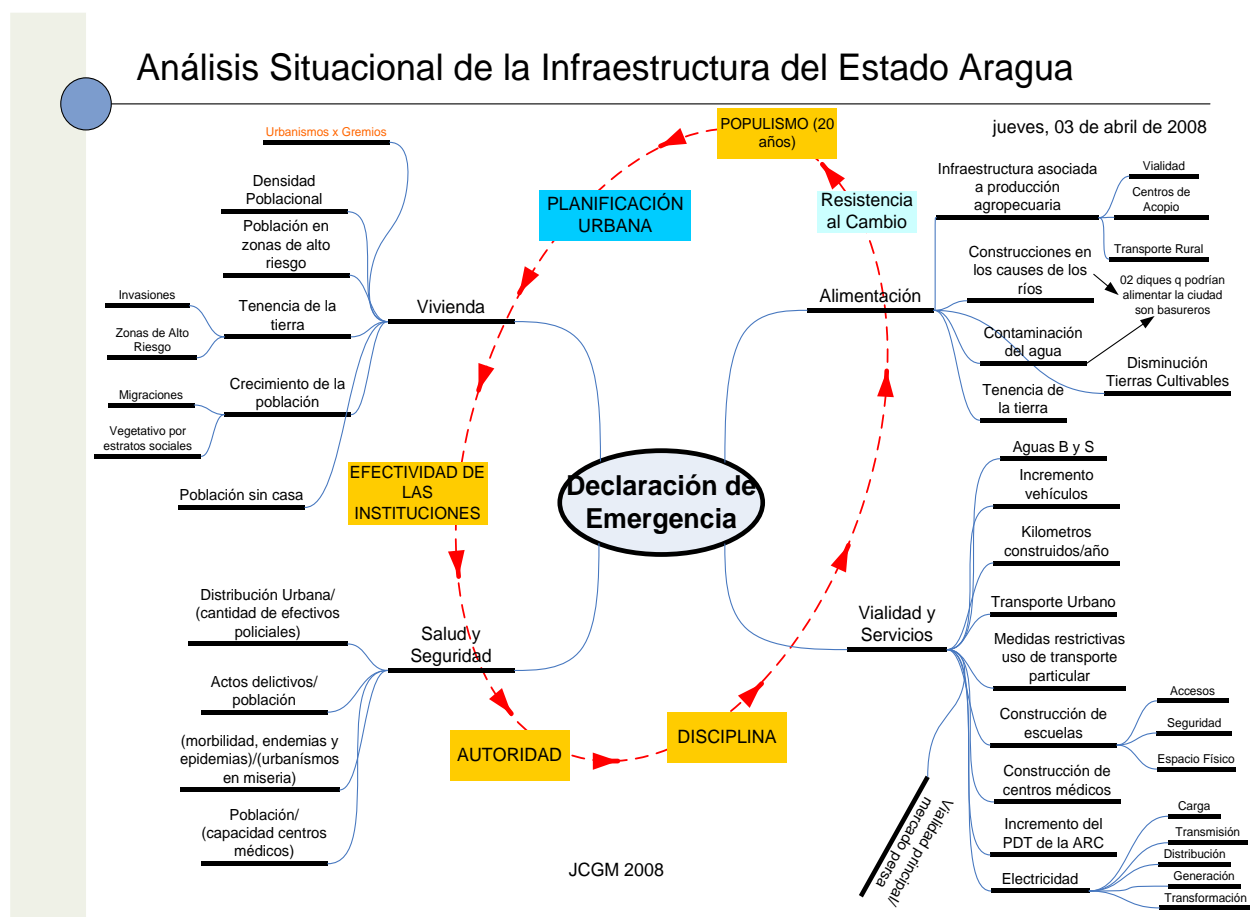 Análisis Situacional de la Infraestructura del Estado Aragua
jueves, 03 de abril de 2008
POPULISMO (20
años)
PLANIFICACIÓN
URBANA
Resistencia
al Cambio
EFECTIVIDAD DE
LAS
INSTITUCIONES
AUTORIDAD
DISCIPLINA
Declaración de
Emergencia
Vivienda
Urbanismos x Gremios
Densidad
Poblacional
Población en
zonas de alto
riesgo
Tenencia de la
tierra
Invasiones
Zonas de Alto
Riesgo
Crecimiento de la
población
Migraciones
Vegetativo por
estratos sociales
Población sin casa
Salud y
Seguridad
Distribución Urbana/
(cantidad de efectivos
policiales)
Actos delictivos/
población
(morbilidad, endemias y
epidemias)/(urbanísmos
en miseria)
Población/
(capacidad centros
médicos)
Alimentación
Infraestructura asociada
a producción
agropecuaria
Vialidad
Centros de
Acopio
Transporte Rural
Construcciones en
los causes de los
ríos
02 diques q podrían
alimentar la ciudad
son basureros
Contaminación
del agua
Disminución
Tierras Cultivables
Tenencia de
la tierra
Vialidad y
Servicios
Aguas B y S
Incremento
vehículos
Kilometros
construidos/año
Transporte Urbano
Medidas restrictivas
uso de transporte
particular
Construcción de
escuelas
Accesos
Seguridad
Espacio Físico
Construcción de
centros médicos
Incremento del
PDT de la ARC
Electricidad
Carga
Transmisión
Distribución
Generación
Transformación
Vialidad principal/
mercado persa
JCGM 2008